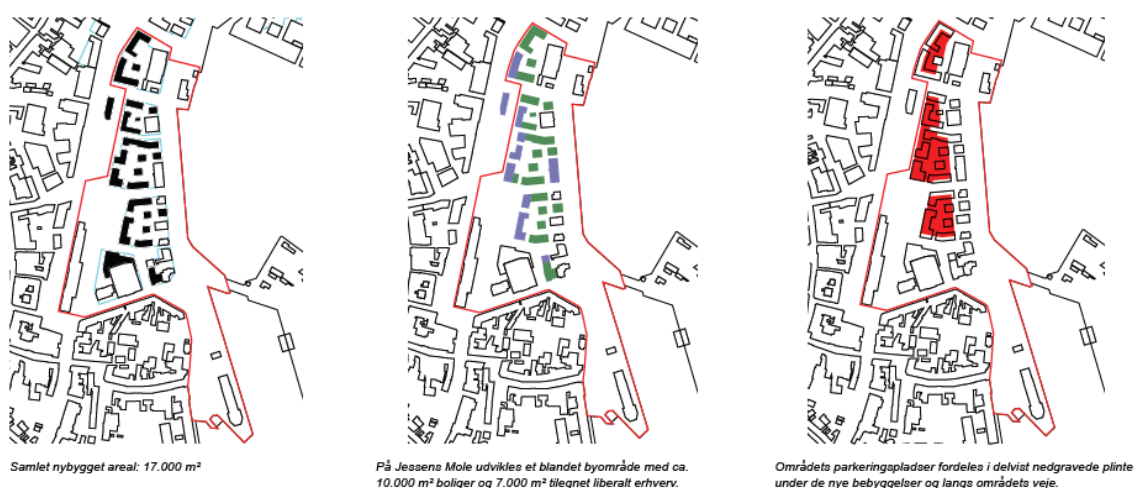 Samlet nybygget areal: 17.000 m²
På Jessens Mole udvikles et blandet byområde med ca.
10.000 m² boliger og 7.000 m² tilegnet liberalt erhverv.
Områdets parkeringspladser fordeles i delvist nedgravede plinte
under de nye bebyggelser og langs områdets veje.